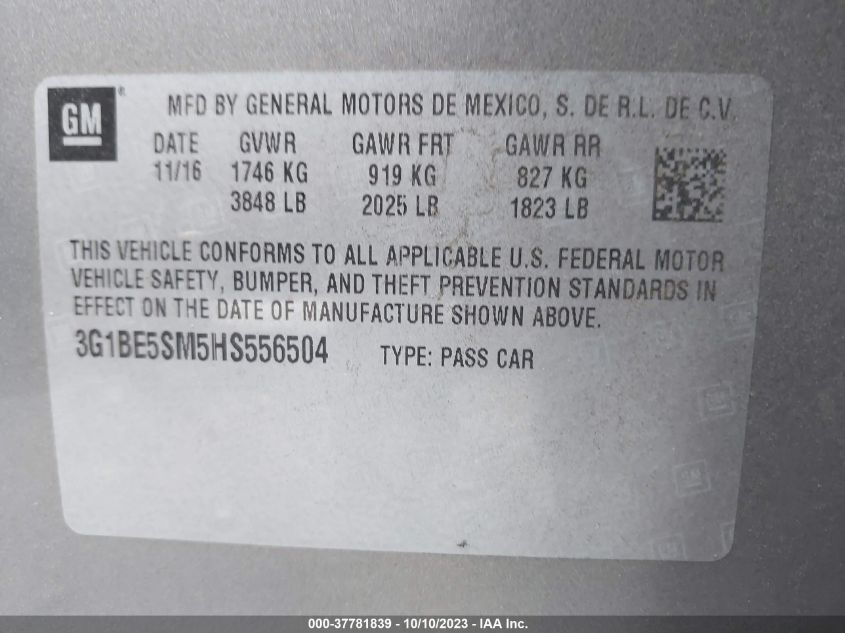 GM ®
MFD BY GENERAL MOTORS DE MEXICO, S. DE R.L. DE C.V.
DATE GVWR GAWR FRT GAWR RR
11/16 1746 KG 919 KG 827 KG
3848 LB 2025 LB 1823 LB
THIS VEHICLE CONFORMS TO ALL APPLICABLE U.S. FEDERAL MOTOR
VEHICLE SAFETY, BUMPER, AND THEFT PREVENTION STANDARDS IN
EFFECT ON THE DATE OF MANUFACTURE SHOWN ABOVE.
3G1BE5SM5HS556504 TYPE: PASS CAR
000-37781839 - 10/10/2023 - IAA Inc.